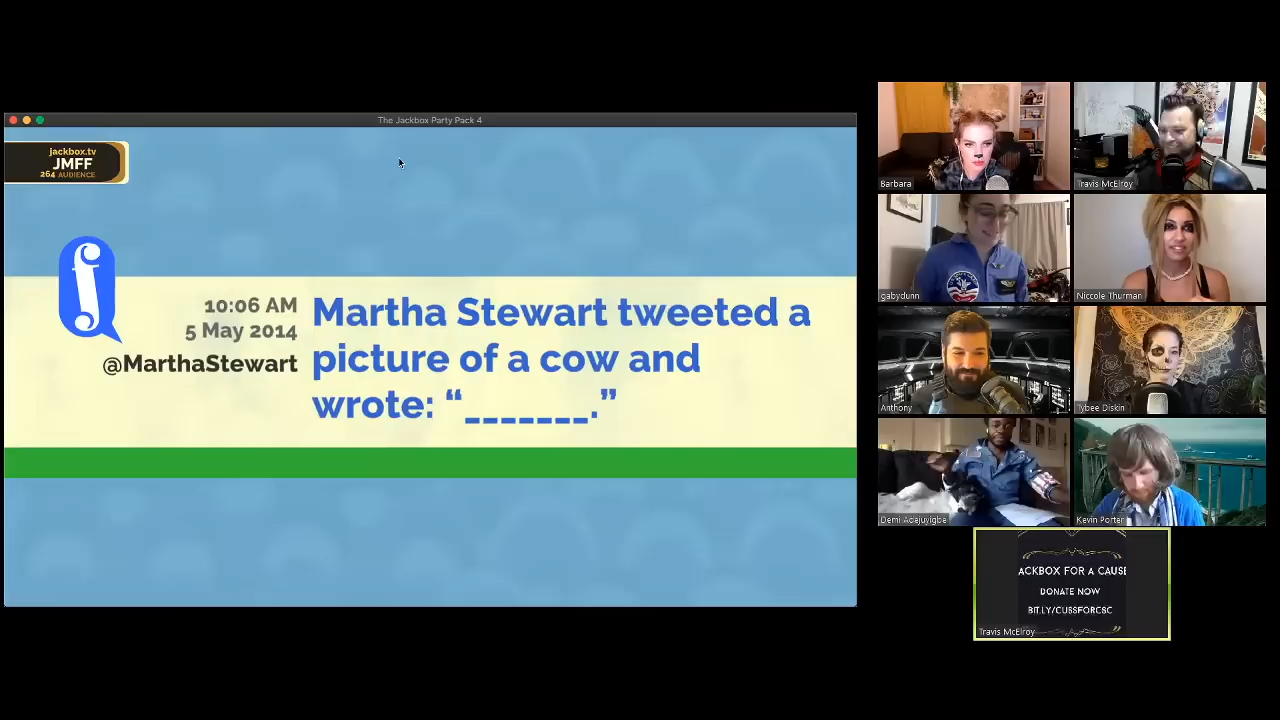 The Jackbox Party Pack 4
jackbox.tv
JMFF
264 AUDIENCE
10:06 AM
5 May 2014
@MarthaStewart
Martha Stewart tweeted a
picture of a cow and
wrote: “_______.”
Barbara
Travis McElroy
gabydunn
Niccole Thurman
Anthony
Tybee Diskin
Demi Adejuyigbe
Kevin Porter
ACKBOX FOR A CAUSE
DONATE NOW
BIT.LY/CUSSFORCSC
Travis McElroy